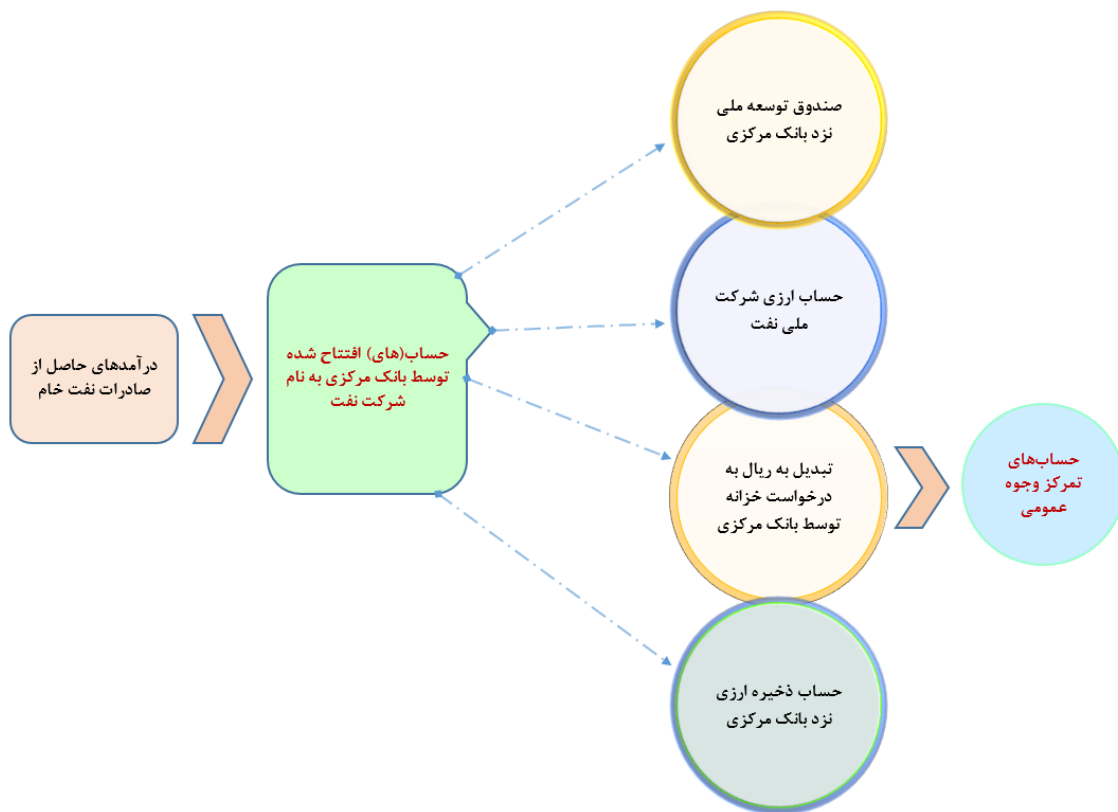 درآمدهای حاصل از
صادرات نفت خام
حساب(های) افتتاح شده
توسط بانک مرکزی به نام
شرکت نفت
صندوق توسعه ملی
نزد بانک مرکزی
حساب ارزی شرکت
ملی نفت
تبدیل به ریال به
درخواست خزانه
توسط بانک مرکزی
حساب ذخیره ارزی
نزد بانک مرکزی
حساب‌های
تمرکز وجوه
عمومی